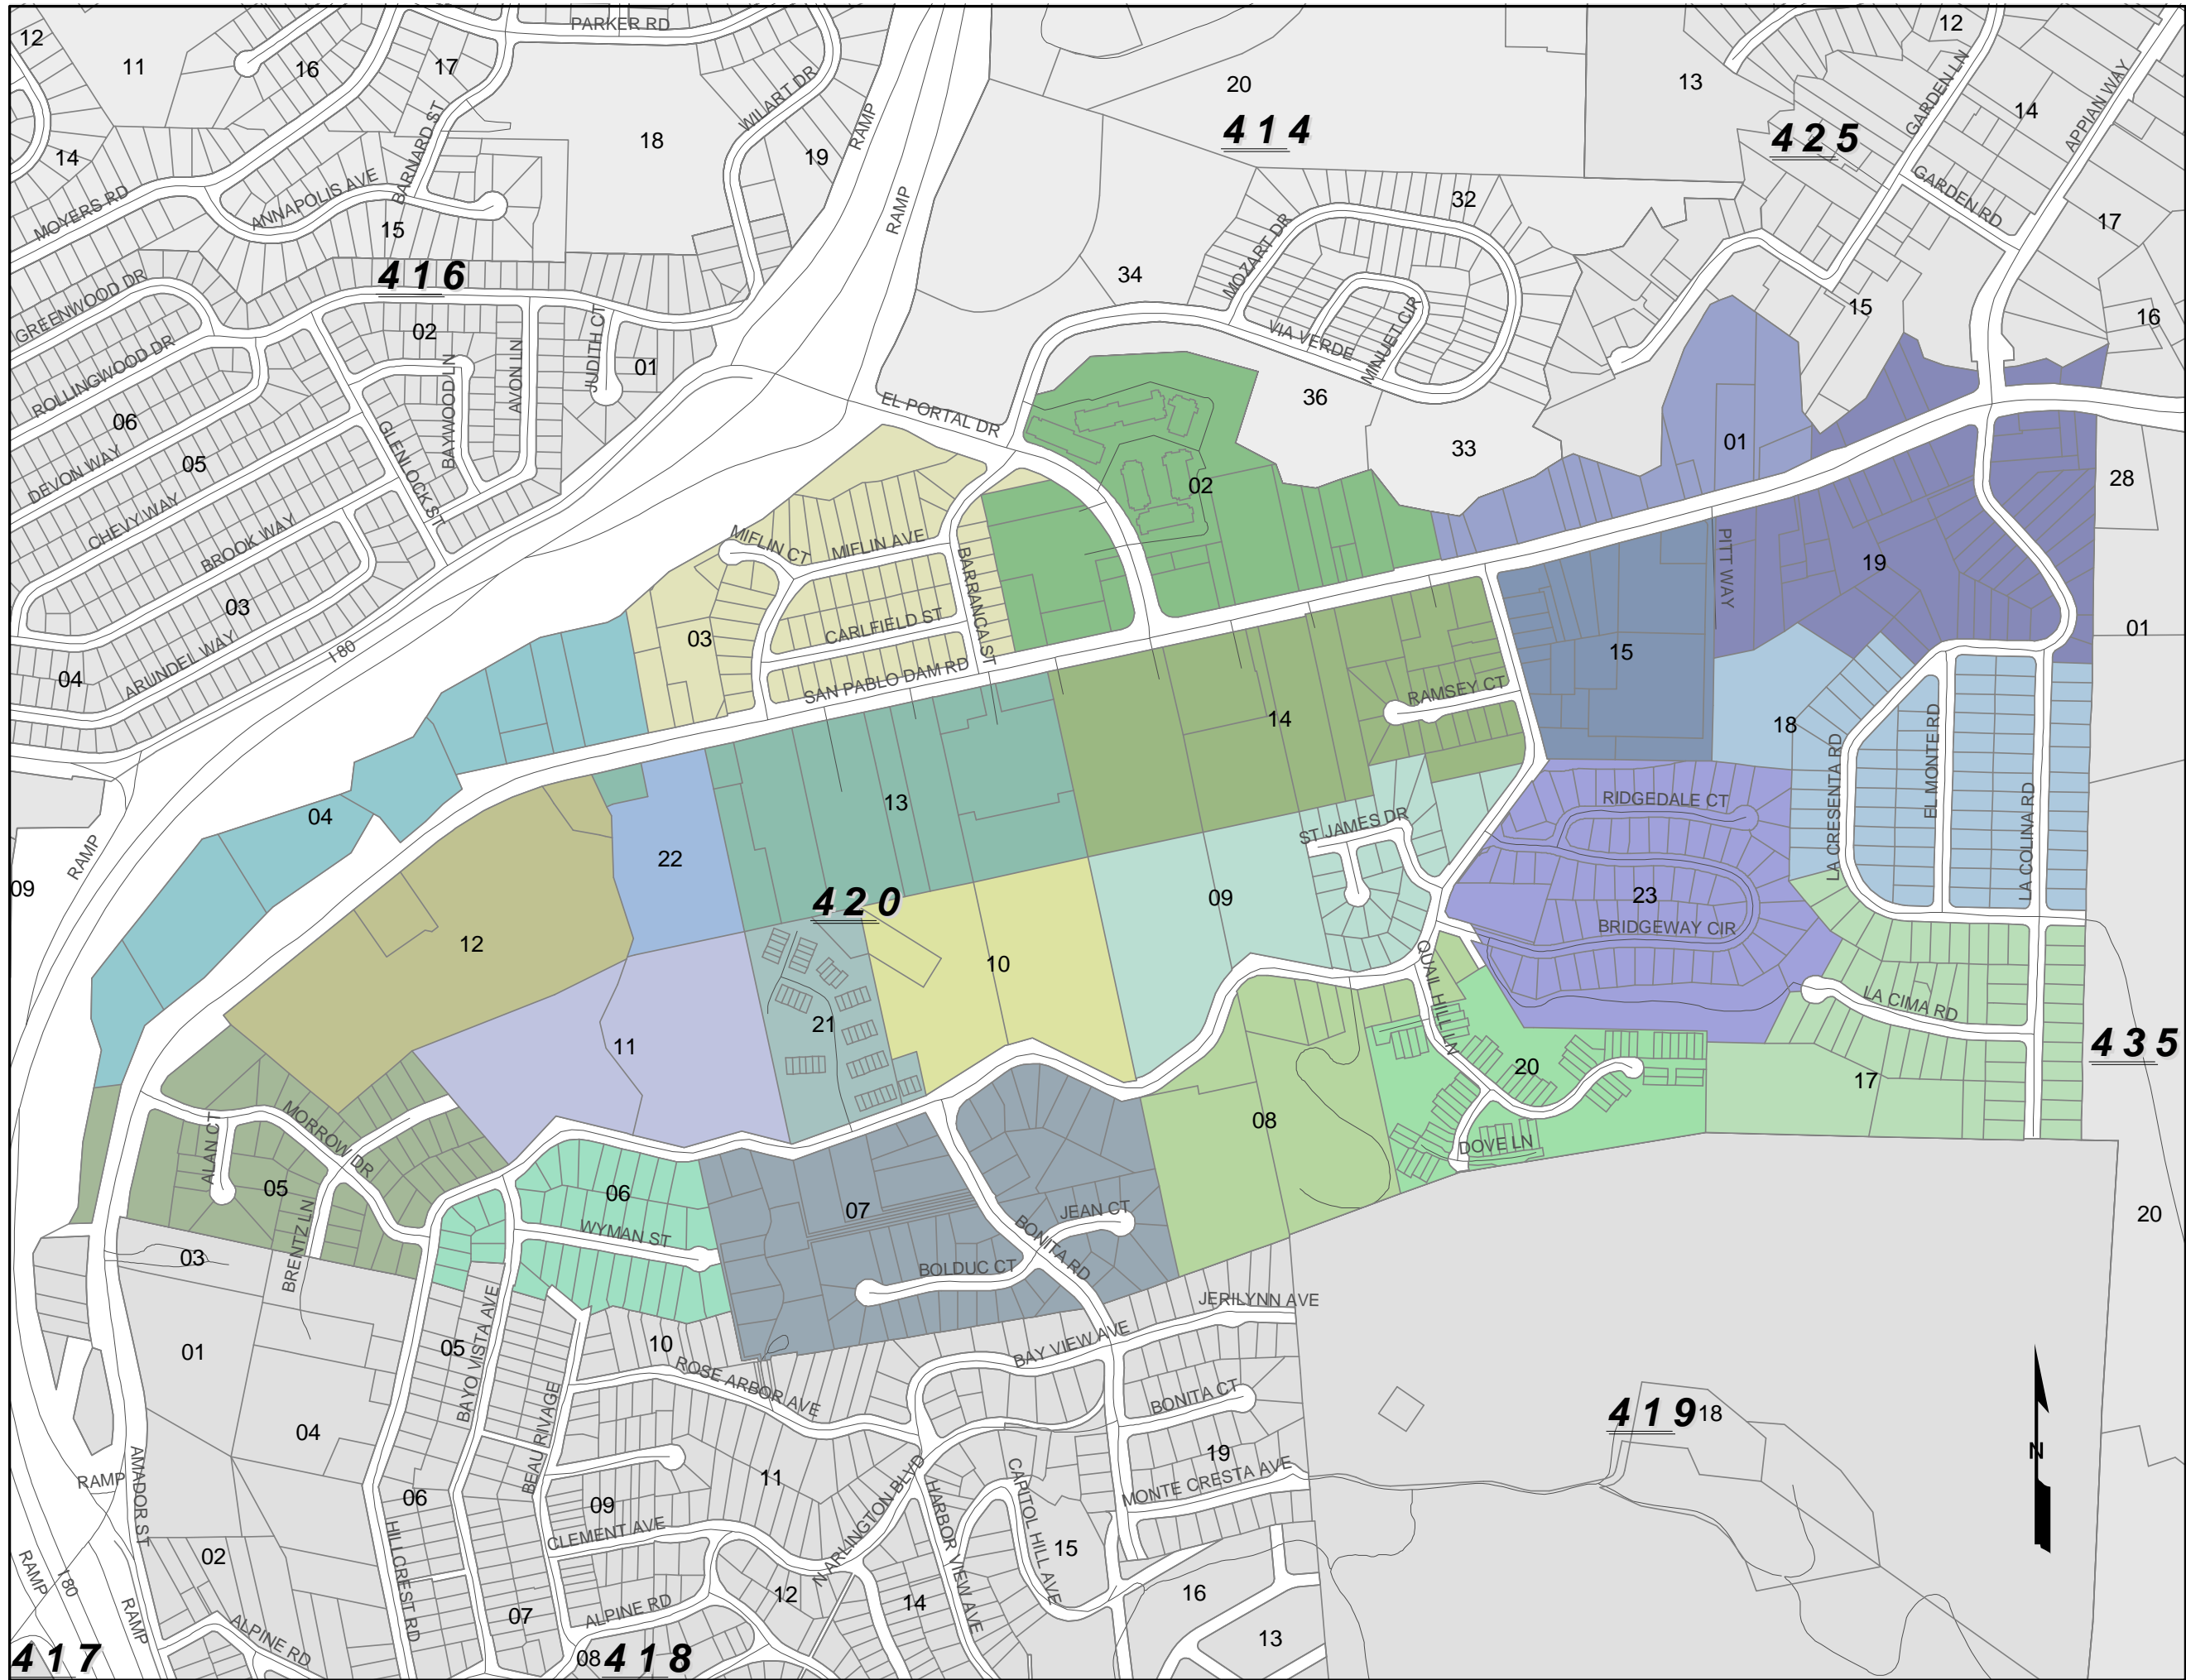 PARKER RD
12
12
11
16
17
13
20
WILART DR
RAMP
GARDEN LN
APPIAN WAY
14
414
425
BARNARD ST
18
14
19
MOYERS RD
ANNAPOLIS AVE
32
GARDEN RD
15
RAMP
17
MOZART DR
416
34
GREENWOOD DR
15
16
02
JUDITH CT
VIA VERDE
MINUET CIR
ROLLINGWOOD DR
BAYWOOD LN
AVON LN
01
36
EL PORTAL DR
06
GLENLOCK ST
01
33
DEVON WAY
05
02
28
CHEVY WAY
BROOK WAY
MIFLIN CT
MIFLIN AVE
PITT WAY
19
BARRANCA ST
03
CARLFIELD ST
03
01
I 80
15
ARUNDEL WAY
04
SAN PABLO DAM RD
RAMSEY CT
14
18
EL MONTE RD
LA CRESENTA RD
13
RIDGEDALE CT
04
ST JAMES DR
LA COLINA RD
RAMP
22
09
420
09
23
BRIDGEWAY CIR
12
10
QUAIL HILL LN
LA CIMA RD
21
11
435
20
17
MORROW DR
ALAN CT
08
DOVE LN
05
06
07
JEAN CT
20
BRENTZ LN
WYMAN ST
BONITA RD
03
BOLDUC CT
JERILYNN AVE
BAYO VISTA AVE
05
10
BAY VIEW AVE
01
ROSE ARBOR AVE
BONITA CT
BEAU RIVAGE
419
18
04
N
19
RAMP
AMADOR ST
11
CAPITOL HILL AVE
MONTE CRESTA AVE
06
09
N ARLINGTON BLVD
HARBOR VIEW AVE
HILLCREST RD
CLEMENT AVE
15
02
RAMP
I 80
12
14
16
RAMP
ALPINE RD
07
ALPINE RD
13
417
08
418